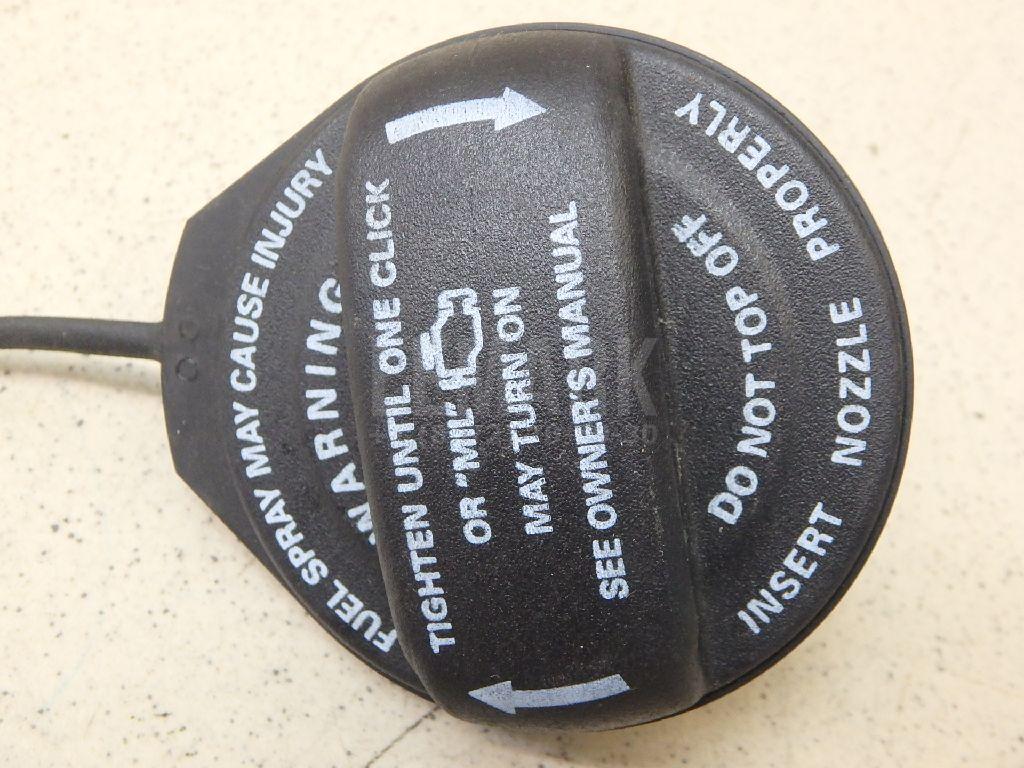 FUEL SPRAY MAY CAUSE INJURY
WARNING
TIGHTEN UNTIL ONE CLICK
OR "MIL"
MAY TURN ON
SEE OWNER'S MANUAL
DO NOT TOP OFF
INSERT NOZZLE PROPERLY